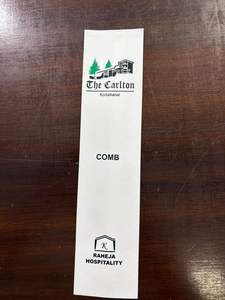 The Carlton
Kodaikanal
COMB
K
RAHEJA
HOSPITALITY